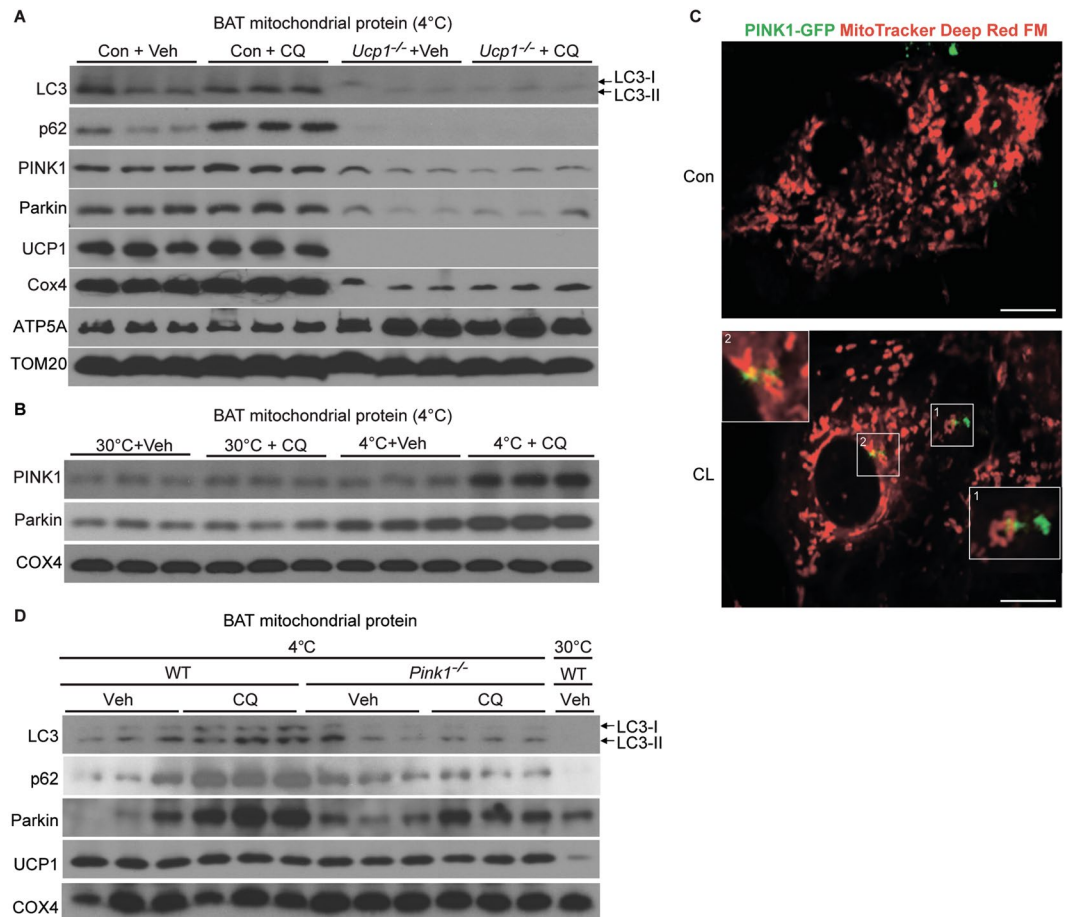 A
BAT mitochondrial protein (4°C)
Con + Veh Con + CQ Ucp1⁻/⁻ +Veh Ucp1⁻/⁻ + CQ
LC3
LC3-I
LC3-II
p62
PINK1
Parkin
UCP1
Cox4
ATP5A
TOM20
B
BAT mitochondrial protein (4°C)
30°C+Veh 30°C + CQ 4°C+Veh 4°C + CQ
PINK1
Parkin
COX4
C
PINK1-GFP MitoTracker Deep Red FM
Con
CL
2
1
2
1
D
BAT mitochondrial protein
4°C 30°C
WT Pink1⁻/⁻ WT
Veh CQ Veh CQ Veh
LC3
LC3-I
LC3-II
p62
Parkin
UCP1
COX4